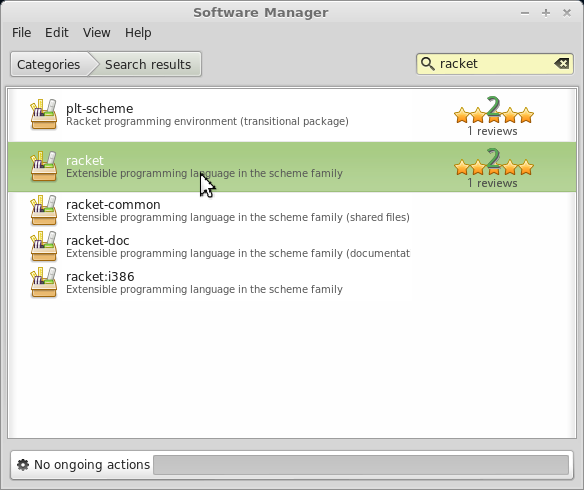 Software Manager
File Edit View Help
Categories Search results racket
plt-scheme
Racket programming environment (transitional package)
2
1 reviews
racket
Extensible programming language in the scheme family
2
1 reviews
racket-common
Extensible programming language in the scheme family (shared files)
racket-doc
Extensible programming language in the scheme family (documentat
racket:i386
Extensible programming language in the scheme family
No ongoing actions